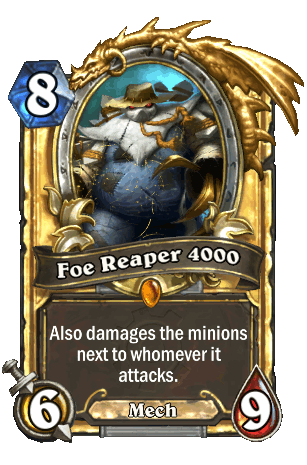 8
Foe Reaper 4000
Also damages the minions
next to whomever it
attacks.
6
Mech
9